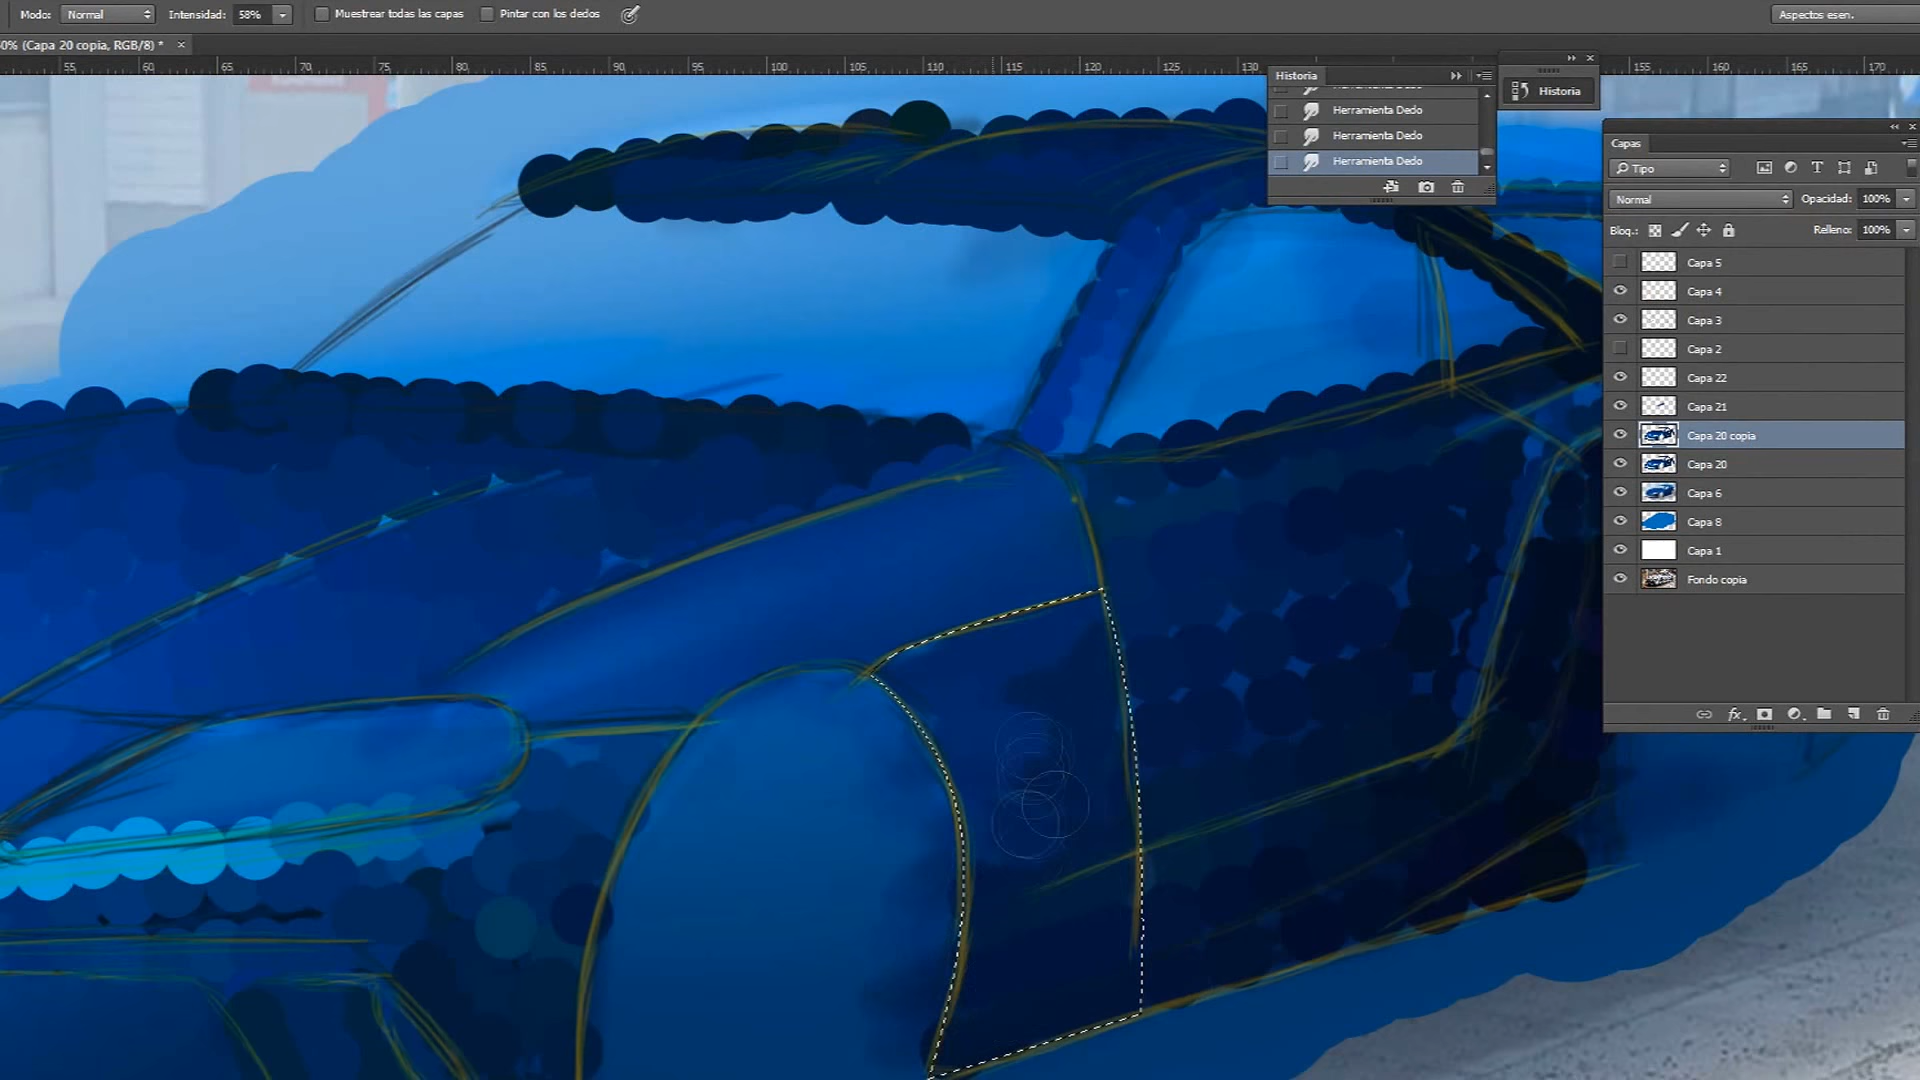 Modo: Normal Intensidad: 58% Muestrear todas las capas Pintar con los dedos Aspectos esen.
0% (Capa 20 copia, RGB/8) * ×
55 60 65 70 75 80 85 90 95 100 105 110 115 120 125 130 155 160 165 170
Historia
Herramienta Dedo
Herramienta Dedo
Herramienta Dedo
Herramienta Dedo
Historia
Capas
Tipo
Normal Opacidad: 100%
Bloq.: Relleno: 100%
Capa 5
Capa 4
Capa 3
Capa 2
Capa 22
Capa 21
Capa 20 copia
Capa 20
Capa 6
Capa 8
Capa 1
Fondo copia
fx